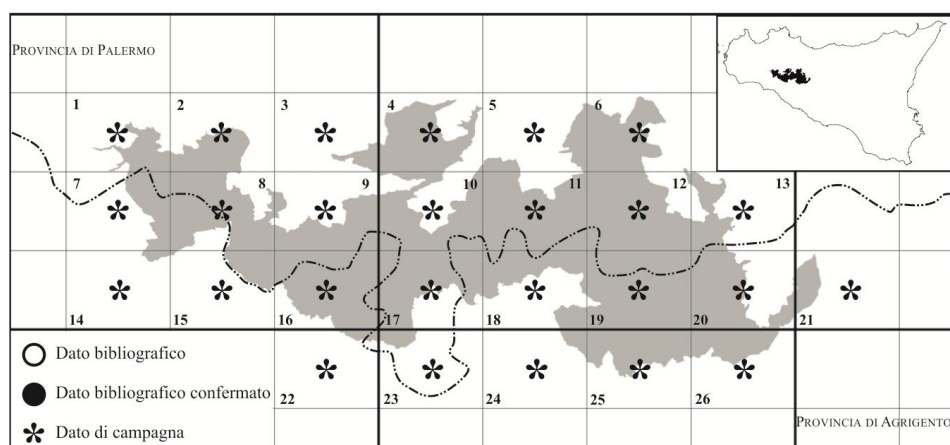 PROVINCIA DI PALERMO
1 2 3 4 5 6
7 8 9 10 11 12 13
14 15 16 17 18 19 20 21
Dato bibliografico
Dato bibliografico confermato
Dato di campagna
22 23 24 25 26
PROVINCIA DI AGRIGENTO